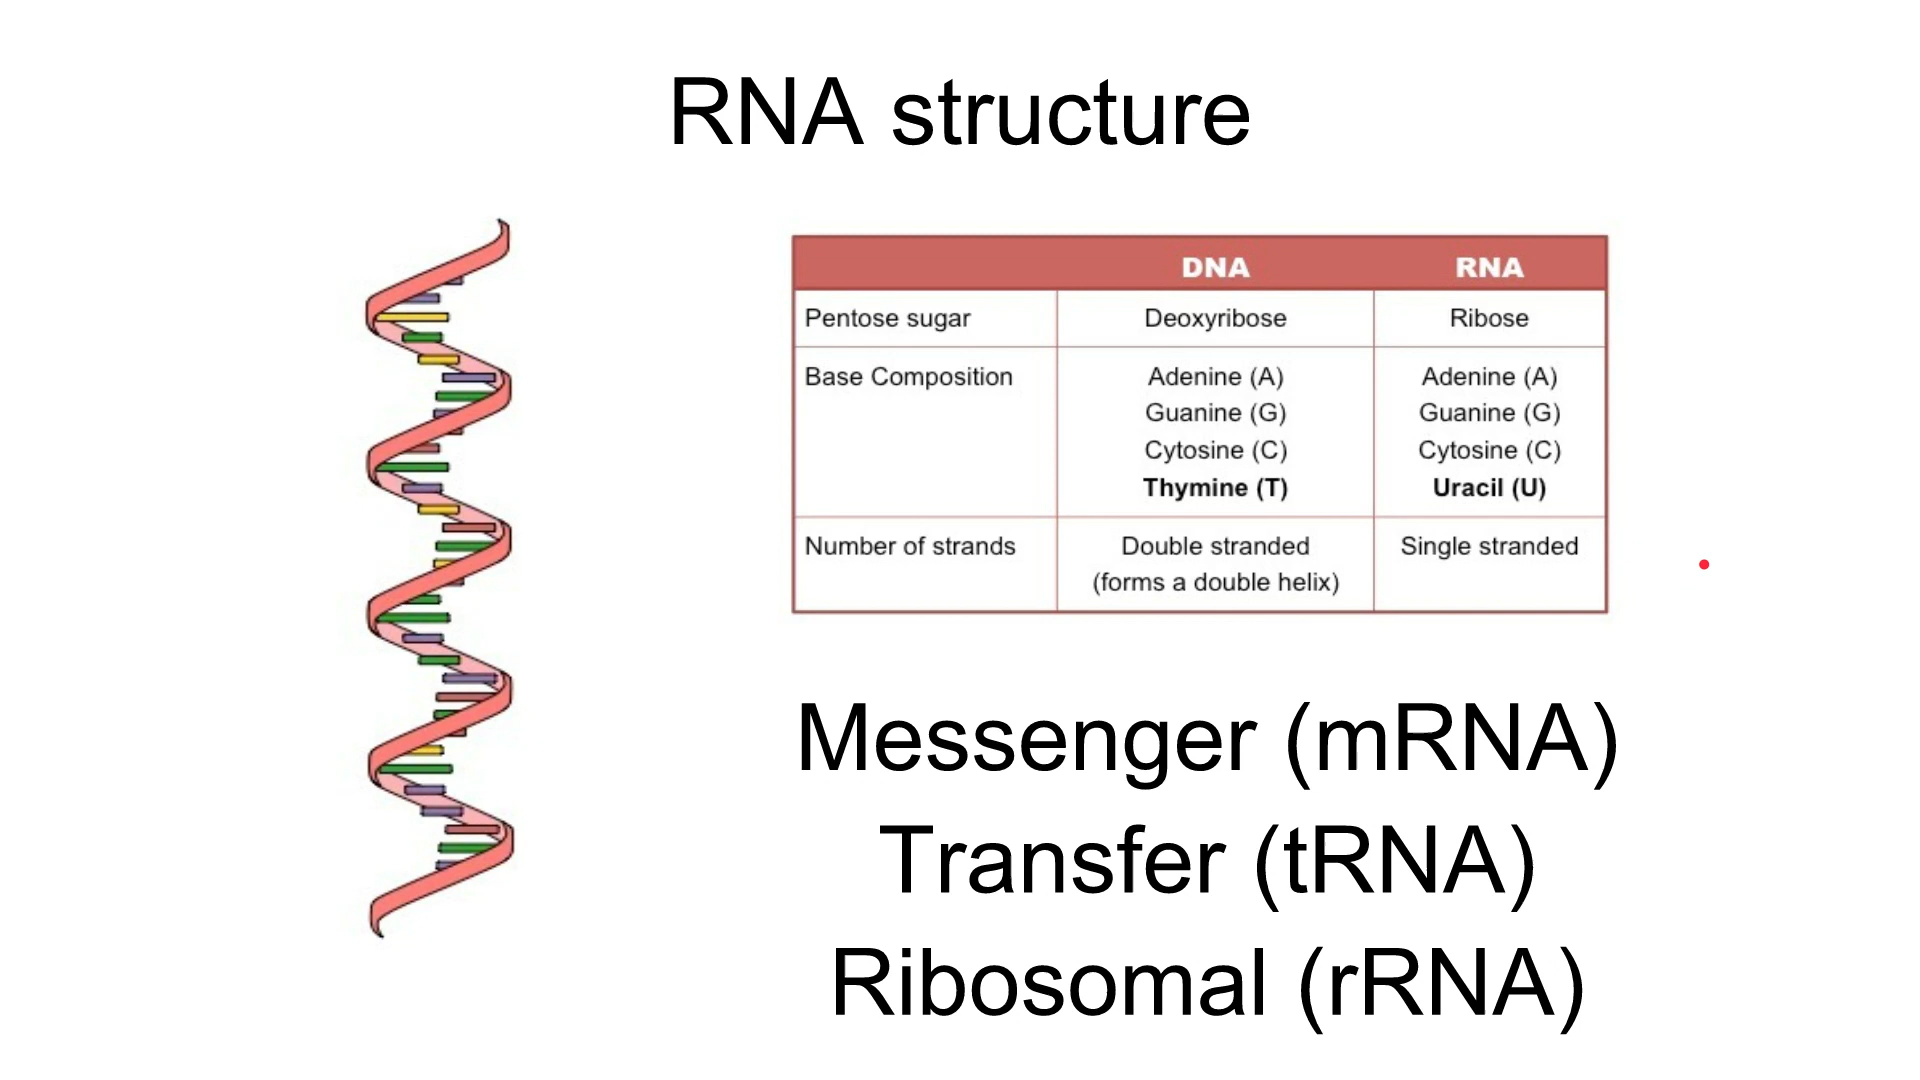 RNA structure
DNA RNA
Pentose sugar Deoxyribose Ribose
Base Composition Adenine (A) Adenine (A)
Guanine (G) Guanine (G)
Cytosine (C) Cytosine (C)
Thymine (T) Uracil (U)
Number of strands Double stranded Single stranded
(forms a double helix)
Messenger (mRNA)
Transfer (tRNA)
Ribosomal (rRNA)